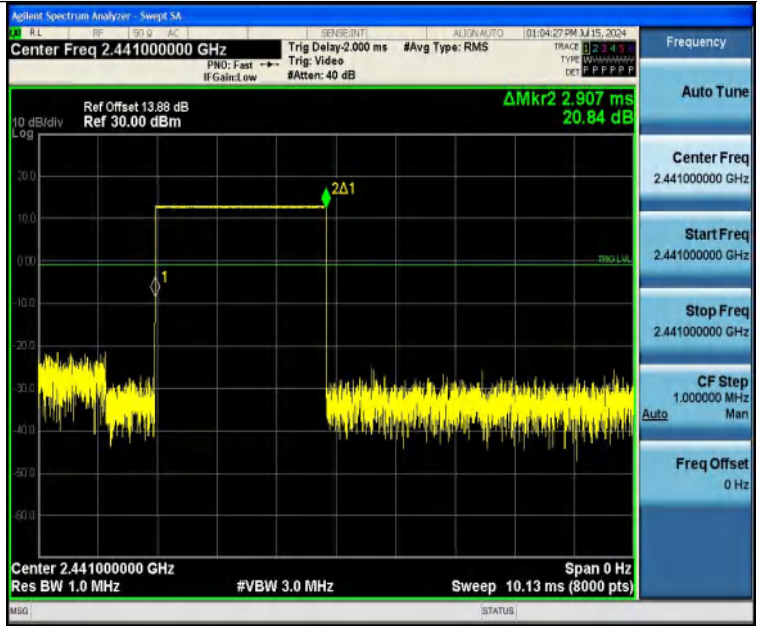 Agilent Spectrum Analyzer - Swept SA
RL RF 50 Ω AC SENSE:INT ALIGN AUTO 01:04:27 PM Jul 15, 2024
Center Freq 2.441000000 GHz
PNO: Fast
IFGain:Low
Trig Delay-2.000 ms
Trig: Video
#Atten: 40 dB
#Avg Type: RMS
TRACE 1 2 3 4 5 6
TYPE
DET P P P P P P
Frequency
Auto Tune
Center Freq
2.441000000 GHz
Start Freq
2.441000000 GHz
Stop Freq
2.441000000 GHz
CF Step
1.000000 MHz
Auto Man
Freq Offset
0 Hz
ΔMkr2 2.907 ms
20.84 dB
Ref Offset 13.88 dB
10 dB/div Ref 30.00 dBm
Log
20.0
10.0
0.00
-10.0
-20.0
-30.0
-40.0
-50.0
-60.0
2Δ1
1
TRIG LVL
Center 2.441000000 GHz Span 0 Hz
Res BW 1.0 MHz #VBW 3.0 MHz Sweep 10.13 ms (8000 pts)
MSG STATUS